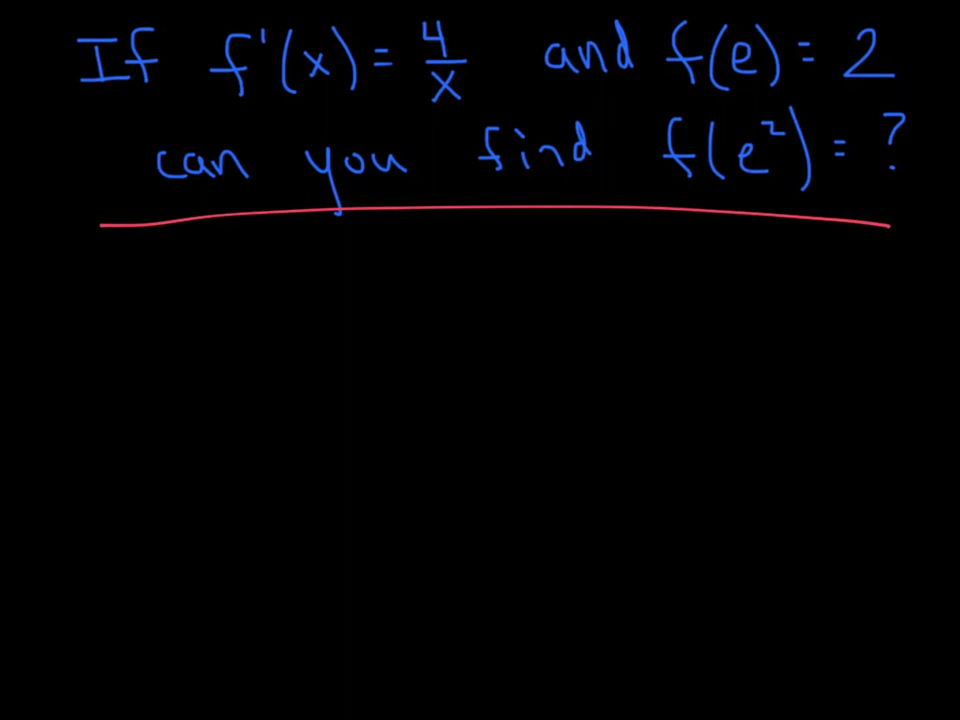 If f'(x) = 4/x and f(e) = 2
can you find f(e²) = ?